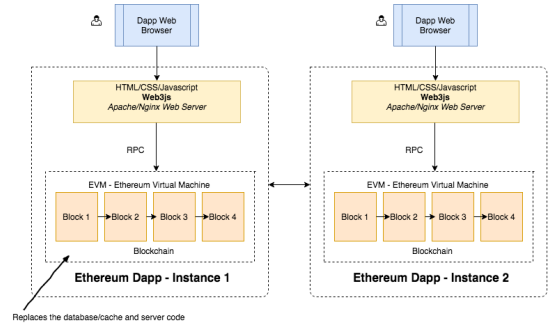 Dapp Web
Browser
HTML/CSS/Javascript
Web3js
Apache/Nginx Web Server
RPC
EVM - Ethereum Virtual Machine
Block 1
Block 2
Block 3
Block 4
Blockchain
Ethereum Dapp - Instance 1
Dapp Web
Browser
HTML/CSS/Javascript
Web3js
Apache/Nginx Web Server
RPC
EVM - Ethereum Virtual Machine
Block 1
Block 2
Block 3
Block 4
Blockchain
Ethereum Dapp - Instance 2
Replaces the dabase/cache and server code